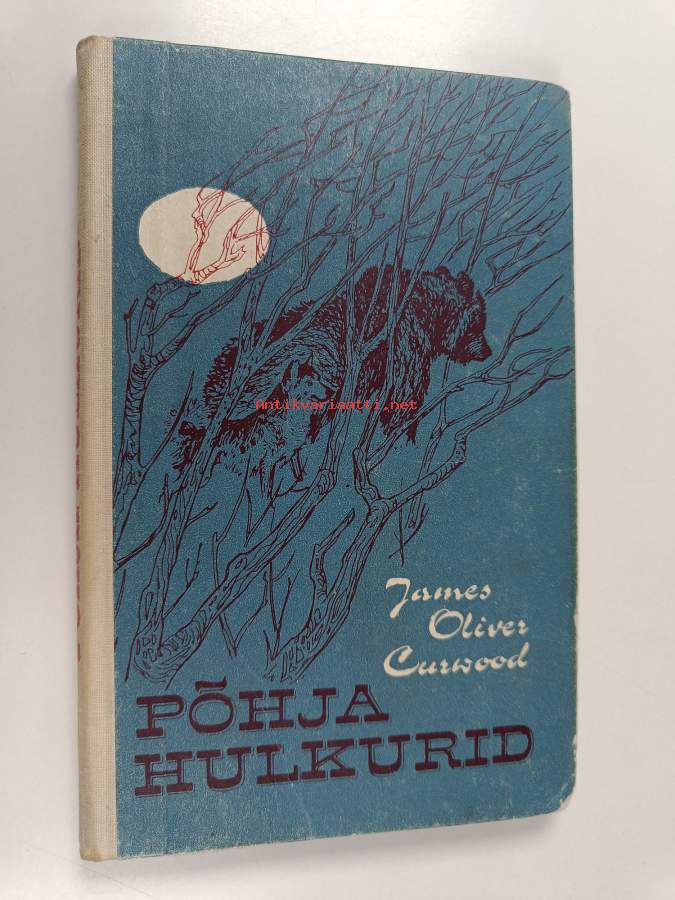 Antikvariaatti.net
James
Oliver
Curwood
PÕHJA
HULKURID